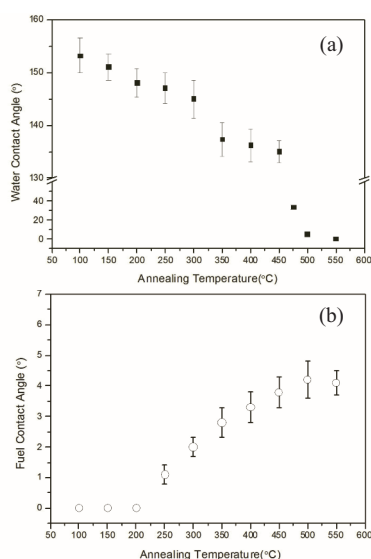 (a)
Water Contact Angle (°)
160
150
140
130
40
20
0
50 100 150 200 250 300 350 400 450 500 550 600
Annealing Temperature(°C)
(b)
Fuel Contact Angle (°)
7
6
5
4
3
2
1
0
50 100 150 200 250 300 350 400 450 500 550 600
Annealing Temperature(°C)